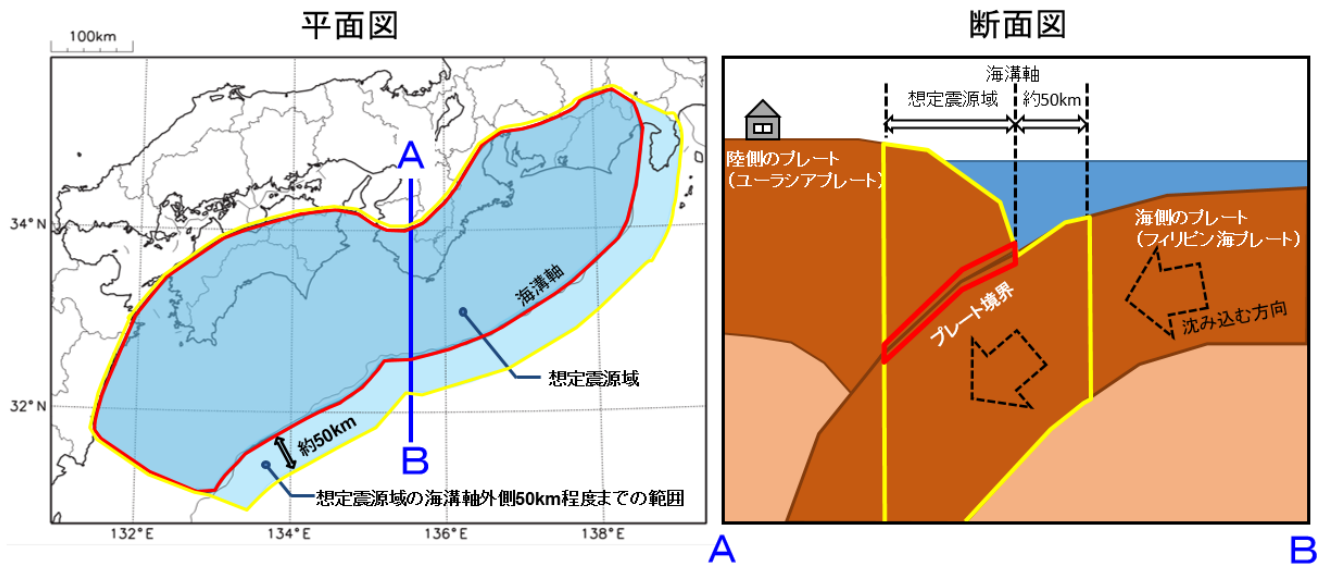 平面図
100km
34°N
32°N
132°E
134°E
136°E
138°E
A
B
海溝軸
想定震源域
約50km
想定震源域の海溝軸外側50km程度までの範囲
断面図
海溝軸
想定震源域
約50km
陸側のプレート
（ユーラシアプレート）
海側のプレート
（フィリピン海プレート）
プレート境界
沈み込む方向
A
B